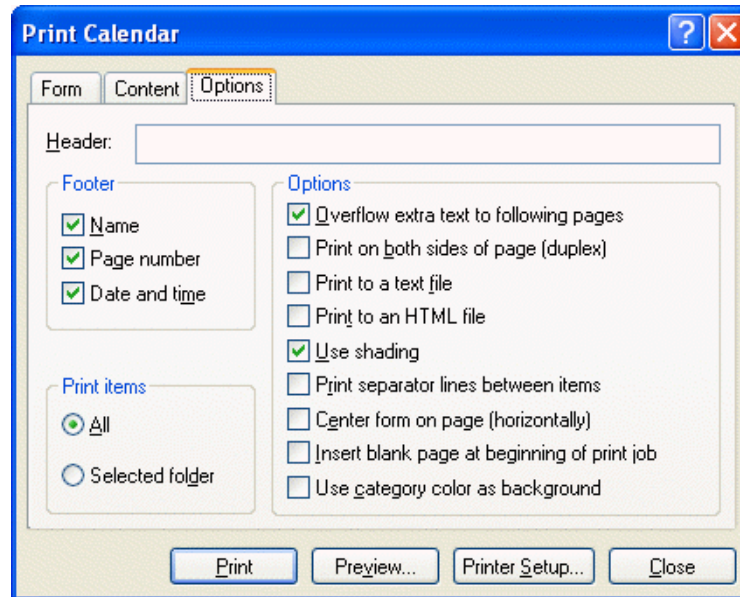 Print Calendar
Form Content Options
Header:
Footer
Name
Page number
Date and time
Print items
All
Selected folder
Options
Overflow extra text to following pages
Print on both sides of page (duplex)
Print to a text file
Print to an HTML file
Use shading
Print separator lines between items
Center form on page (horizontally)
Insert blank page at beginning of print job
Use category color as background
Print Preview... Printer Setup... Close